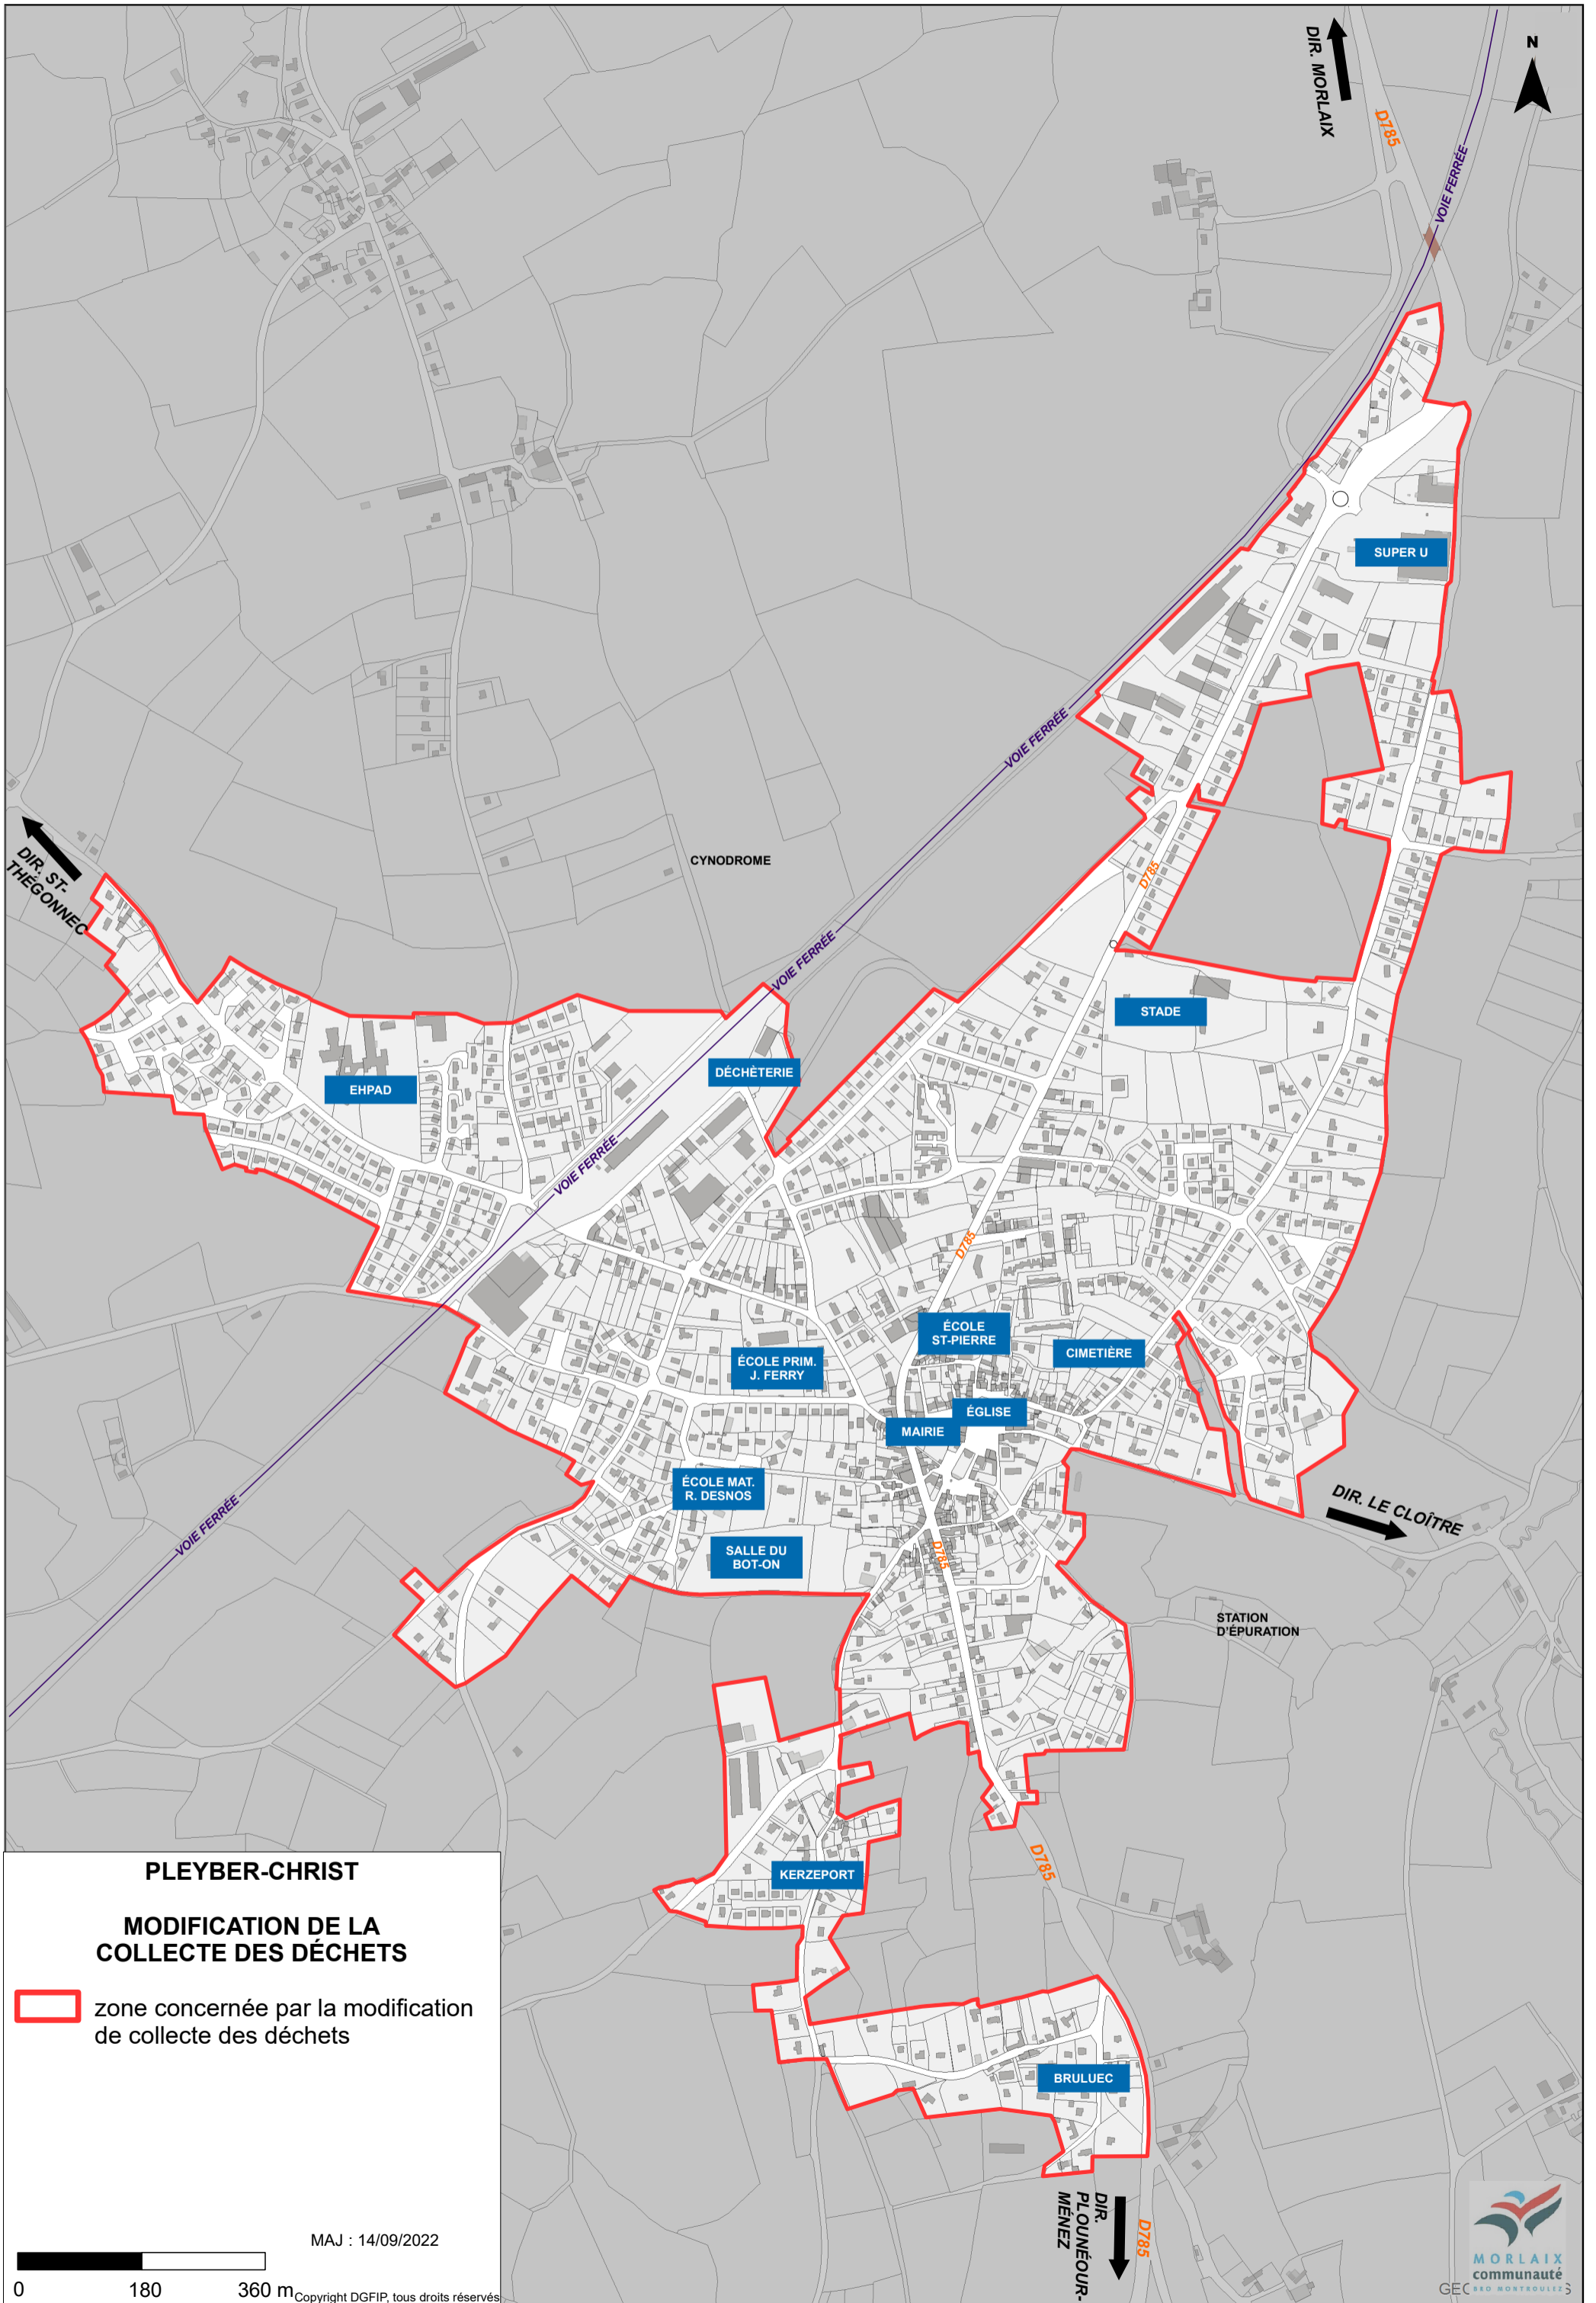 N
DIR. MORLAIX
D785
VOIE FERRÉE
SUPER U
VOIE FERRÉE
DIR. ST-
THÉGONNEC
CYNODROME
D785
VOIE FERRÉE
STADE
DÉCHÈTERIE
EHPAD
VOIE FERRÉE
D785
ÉCOLE
ST-PIERRE
CIMETIÈRE
ÉCOLE PRIM.
J. FERRY
ÉGLISE
MAIRIE
ÉCOLE MAT.
R. DESNOS
VOIE FERRÉE
DIR. LE CLOÎTRE
SALLE DU
BOT-ON
D785
STATION
D'ÉPURATION
D785
KERZEPORT
BRULUEC
DIR.
PLOUNÉOUR-
MÉNEZ
D785
PLEYBER-CHRIST
MODIFICATION DE LA
COLLECTE DES DÉCHETS
zone concernée par la modification
de collecte des déchets
MAJ : 14/09/2022
0 180 360 m
Copyright DGFIP, tous droits réservés
MORLAIX
communauté
BRO MONTROULEZ